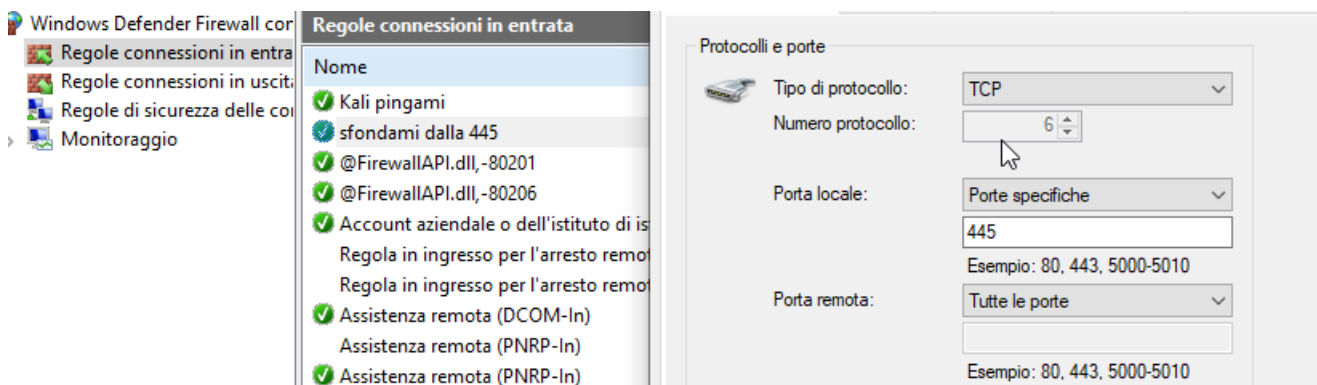 Windows Defender Firewall con
Regole connessioni in entra
Regole connessioni in uscita
Regole di sicurezza delle con
Monitoraggio
Regole connessioni in entrata
Nome
Kali pingami
sfondami dalla 445
@FirewallAPI.dll,-80201
@FirewallAPI.dll,-80206
Account aziendale o dell'istituto di is
Regola in ingresso per l'arresto remot
Regola in ingresso per l'arresto remot
Assistenza remota (DCOM-In)
Assistenza remota (PNRP-In)
Assistenza remota (PNRP-In)
Protocolli e porte
Tipo di protocollo:
TCP
Numero protocollo:
6
Porta locale:
Porte specifiche
445
Esempio: 80, 443, 5000-5010
Porta remota:
Tutte le porte
Esempio: 80, 443, 5000-5010